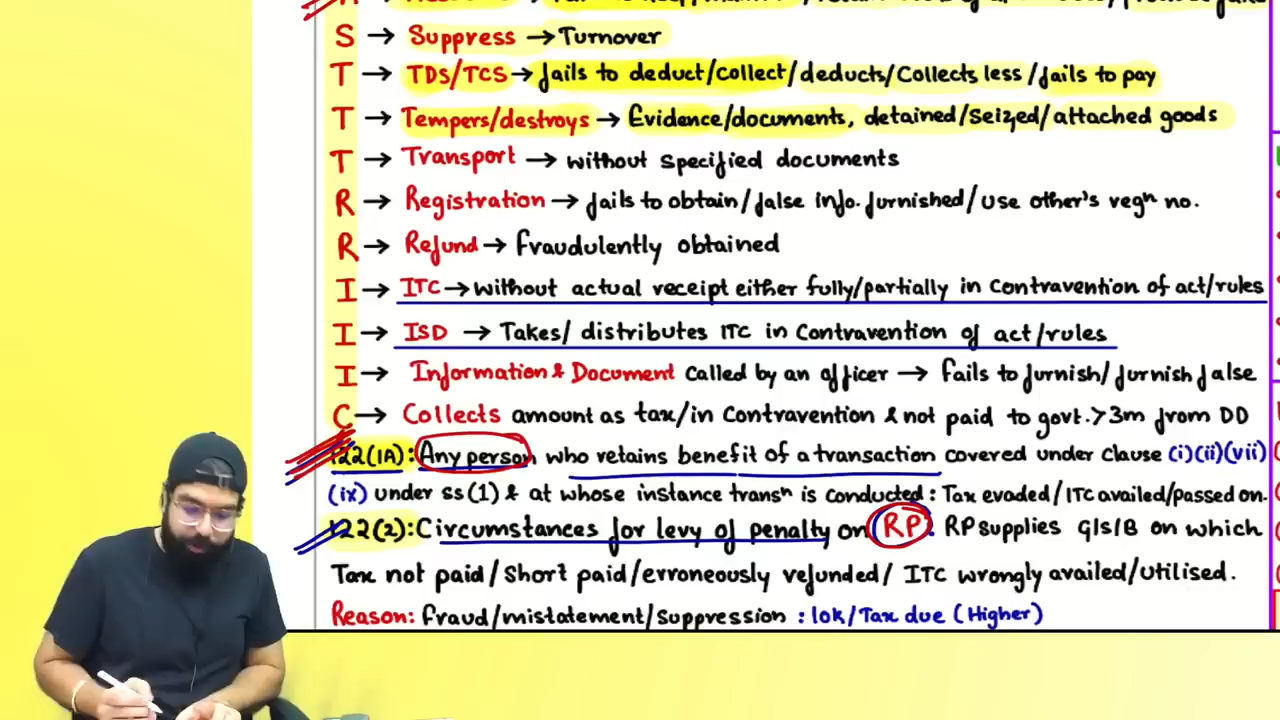 S → Suppress → Turnover
T → TDS/TCS → fails to deduct/collect/deducts/Collects less/fails to pay
T → Tempers/destroys → Evidence/documents, detained/seized/attached goods
T → Transport → without specified documents
R → Registration → fails to obtain/false info. furnished/use other's regn no.
R → Refund → fraudulently obtained
I → ITC → without actual receipt either fully/partially in Contravention of act/rules
I → ISD → Takes/ distributes ITC in Contravention of act/rules
I → Information & Document called by an officer → fails to furnish/ furnish false
C → Collects amount as tax/in Contravention & not paid to govt. >3m from DD
122(1A): Any person who retains benefit of a transaction covered under clause (i)(ii)(vii)
(ix) under ss(1) & at whose instance transn is conducted: Tax evaded/ITC availed/passed on.
122(2): Circumstances for levy of penalty on RP: RP supplies G/S/B on which
Tax not paid/short paid/erroneously refunded/ ITC wrongly availed/utilised.
Reason: fraud/mistatement/suppression : 10k/Tax due (Higher)